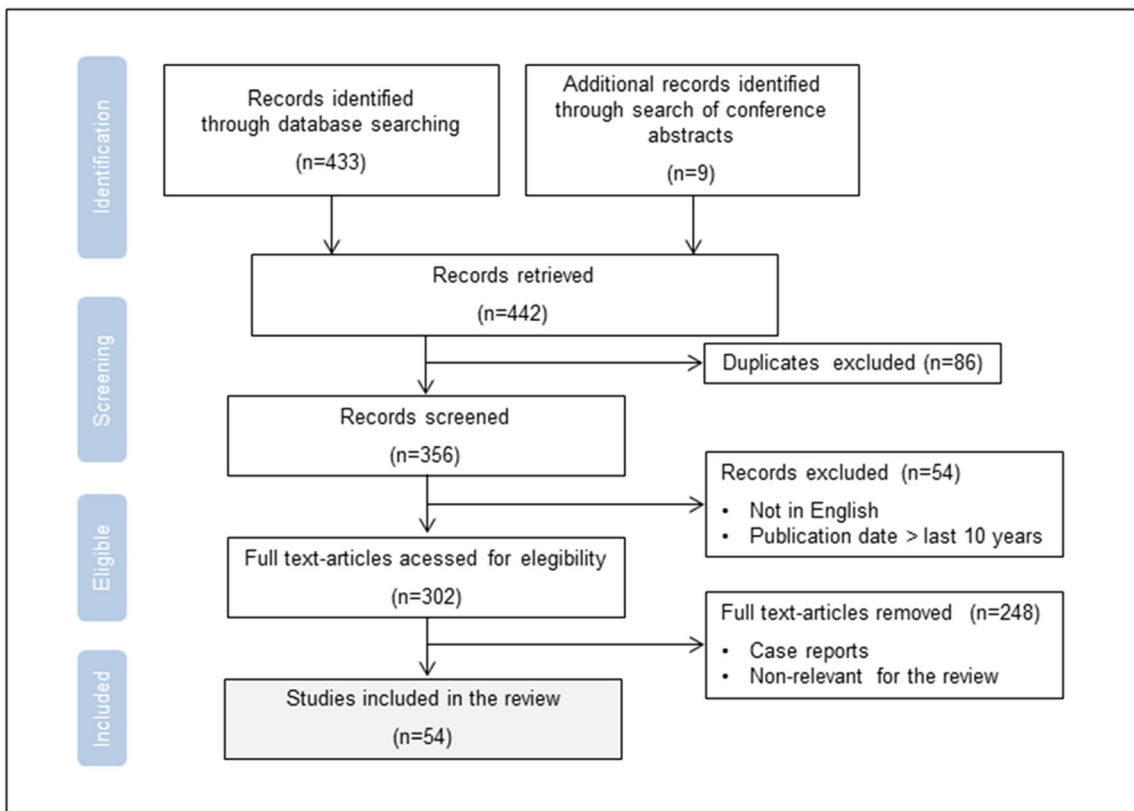 Identification
Records identified
through database searching
(n=433)
Additional records identified
through search of conference
abstracts
(n=9)
Records retrieved
(n=442)
Screening
Duplicates excluded (n=86)
Records screened
(n=356)
Records excluded (n=54)
• Not in English
• Publication date > last 10 years
Eligible
Full text-articles acessed for elegibility
(n=302)
Full text-articles removed (n=248)
• Case reports
• Non-relevant for the review
Included
Studies included in the review
(n=54)